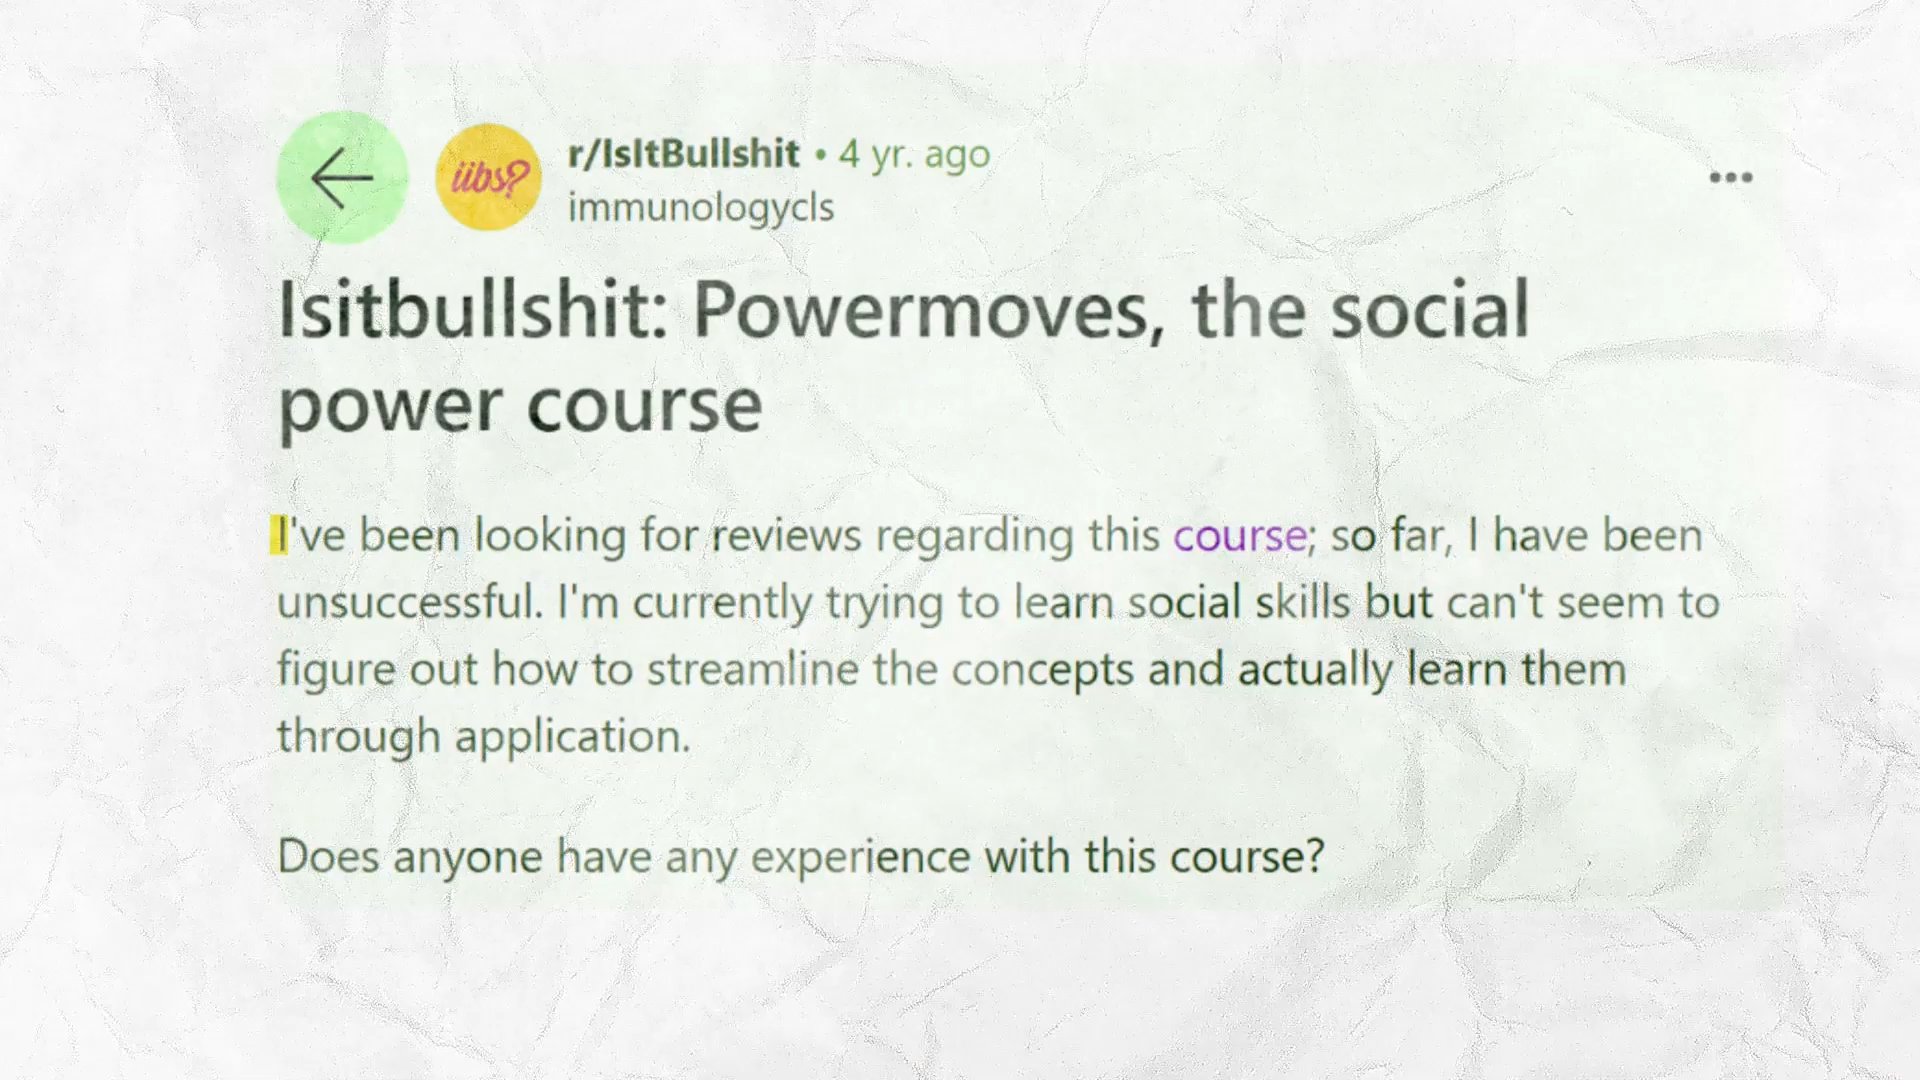 iibs?
r/IsItBullshit • 4 yr. ago
immunologycls
Isitbullshit: Powermoves, the social
power course
I've been looking for reviews regarding this course; so far, I have been
unsuccessful. I'm currently trying to learn social skills but can't seem to
figure out how to streamline the concepts and actually learn them
through application.
Does anyone have any experience with this course?